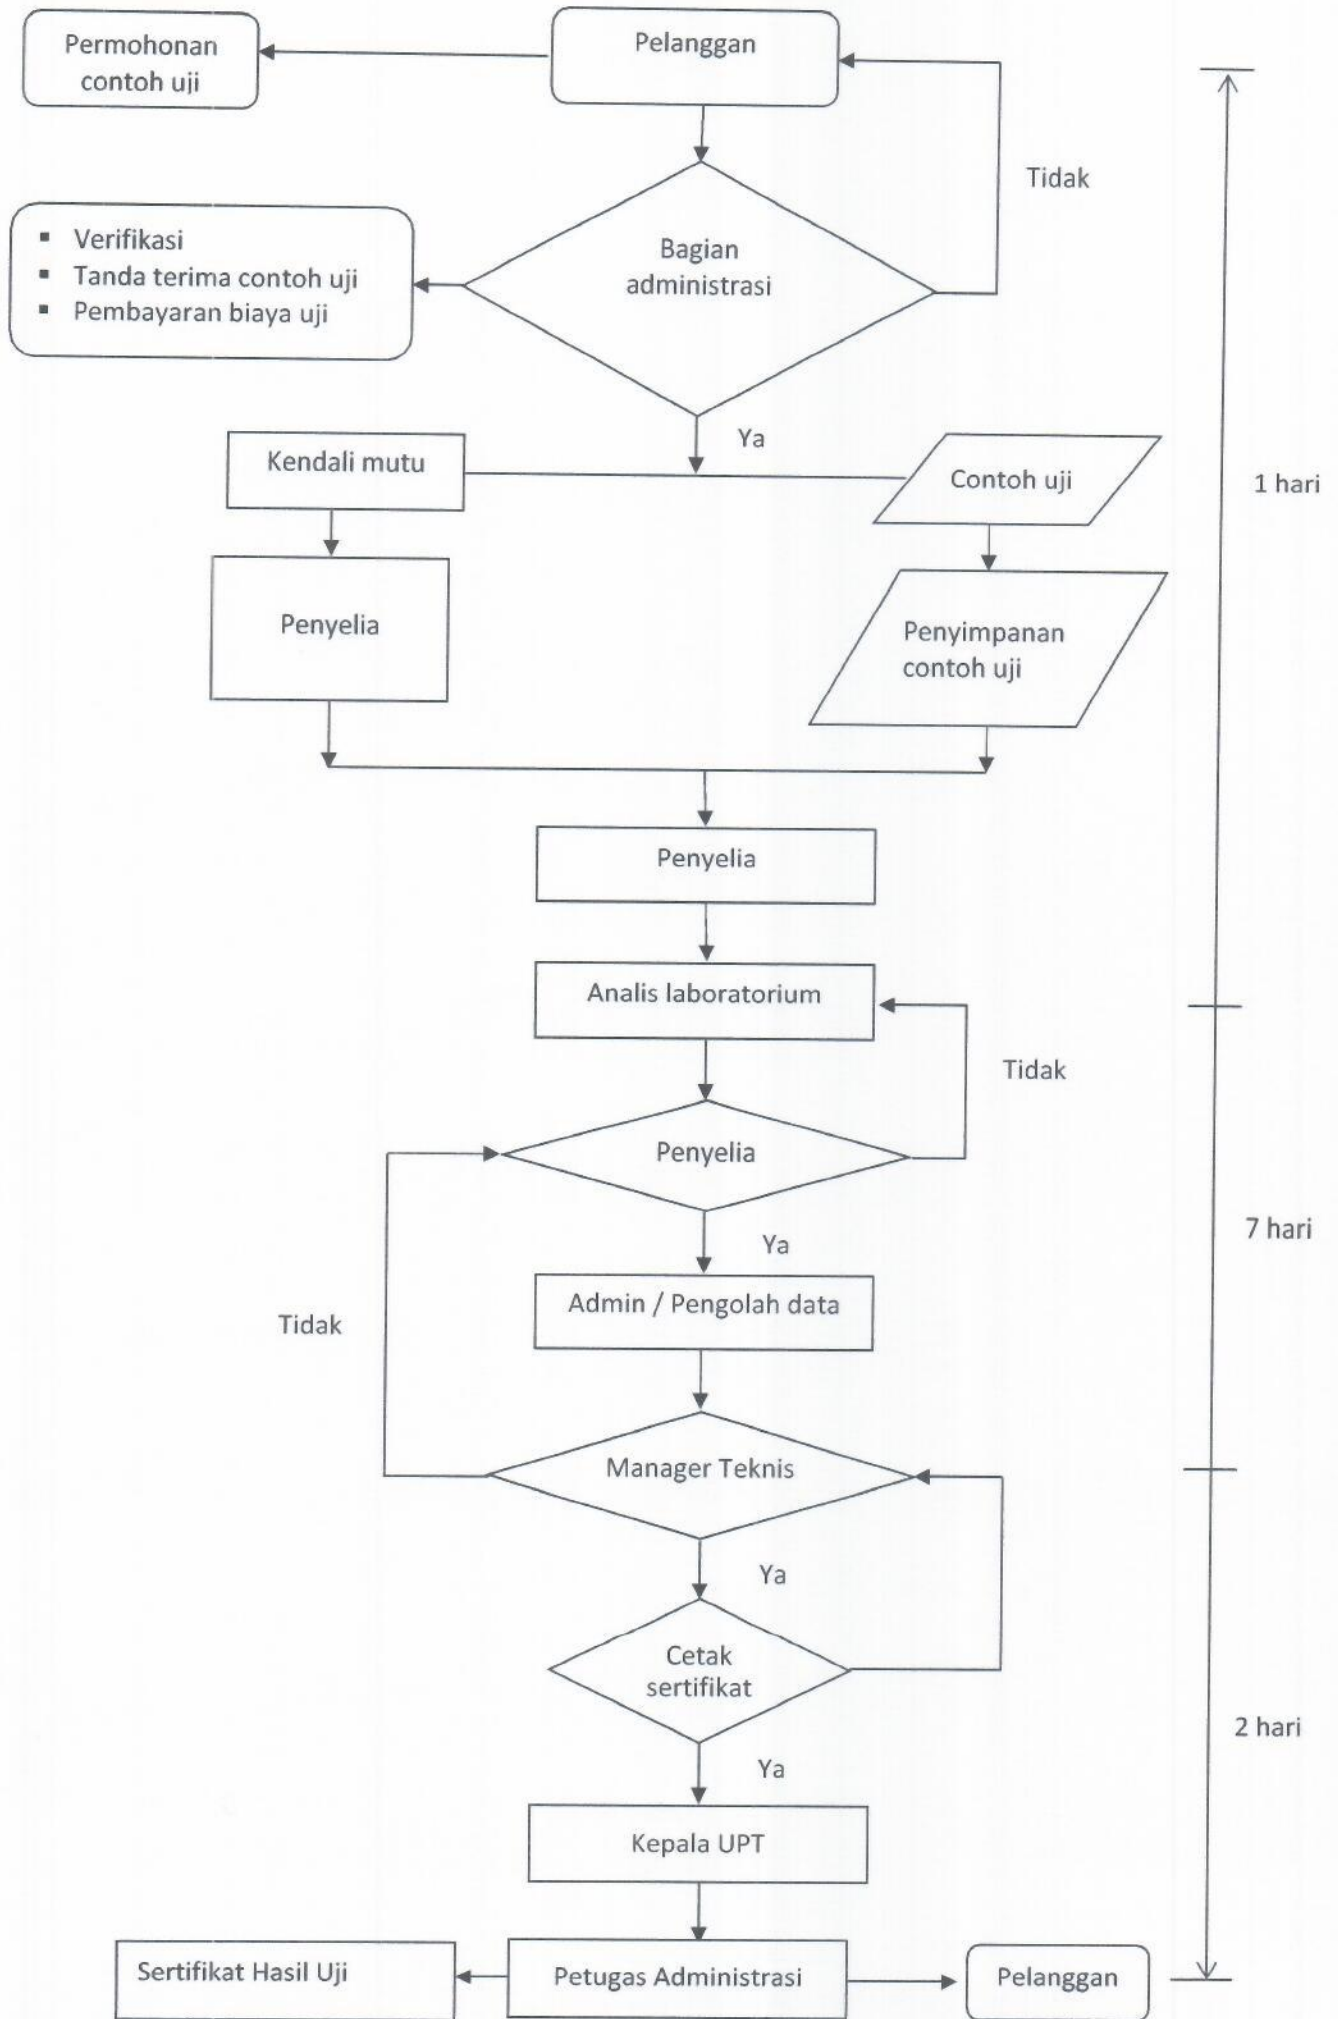 Permohonan
contoh uji
Pelanggan
Tidak
▪ Verifikasi
▪ Tanda terima contoh uji
▪ Pembayaran biaya uji
Bagian
administrasi
Ya
Kendali mutu
Contoh uji
1 hari
Penyelia
Penyimpanan
contoh uji
Penyelia
Analis laboratorium
Tidak
Penyelia
7 hari
Ya
Admin / Pengolah data
Tidak
Manager Teknis
Ya
Cetak
sertifikat
2 hari
Ya
Kepala UPT
Sertifikat Hasil Uji
Petugas Administrasi
Pelanggan